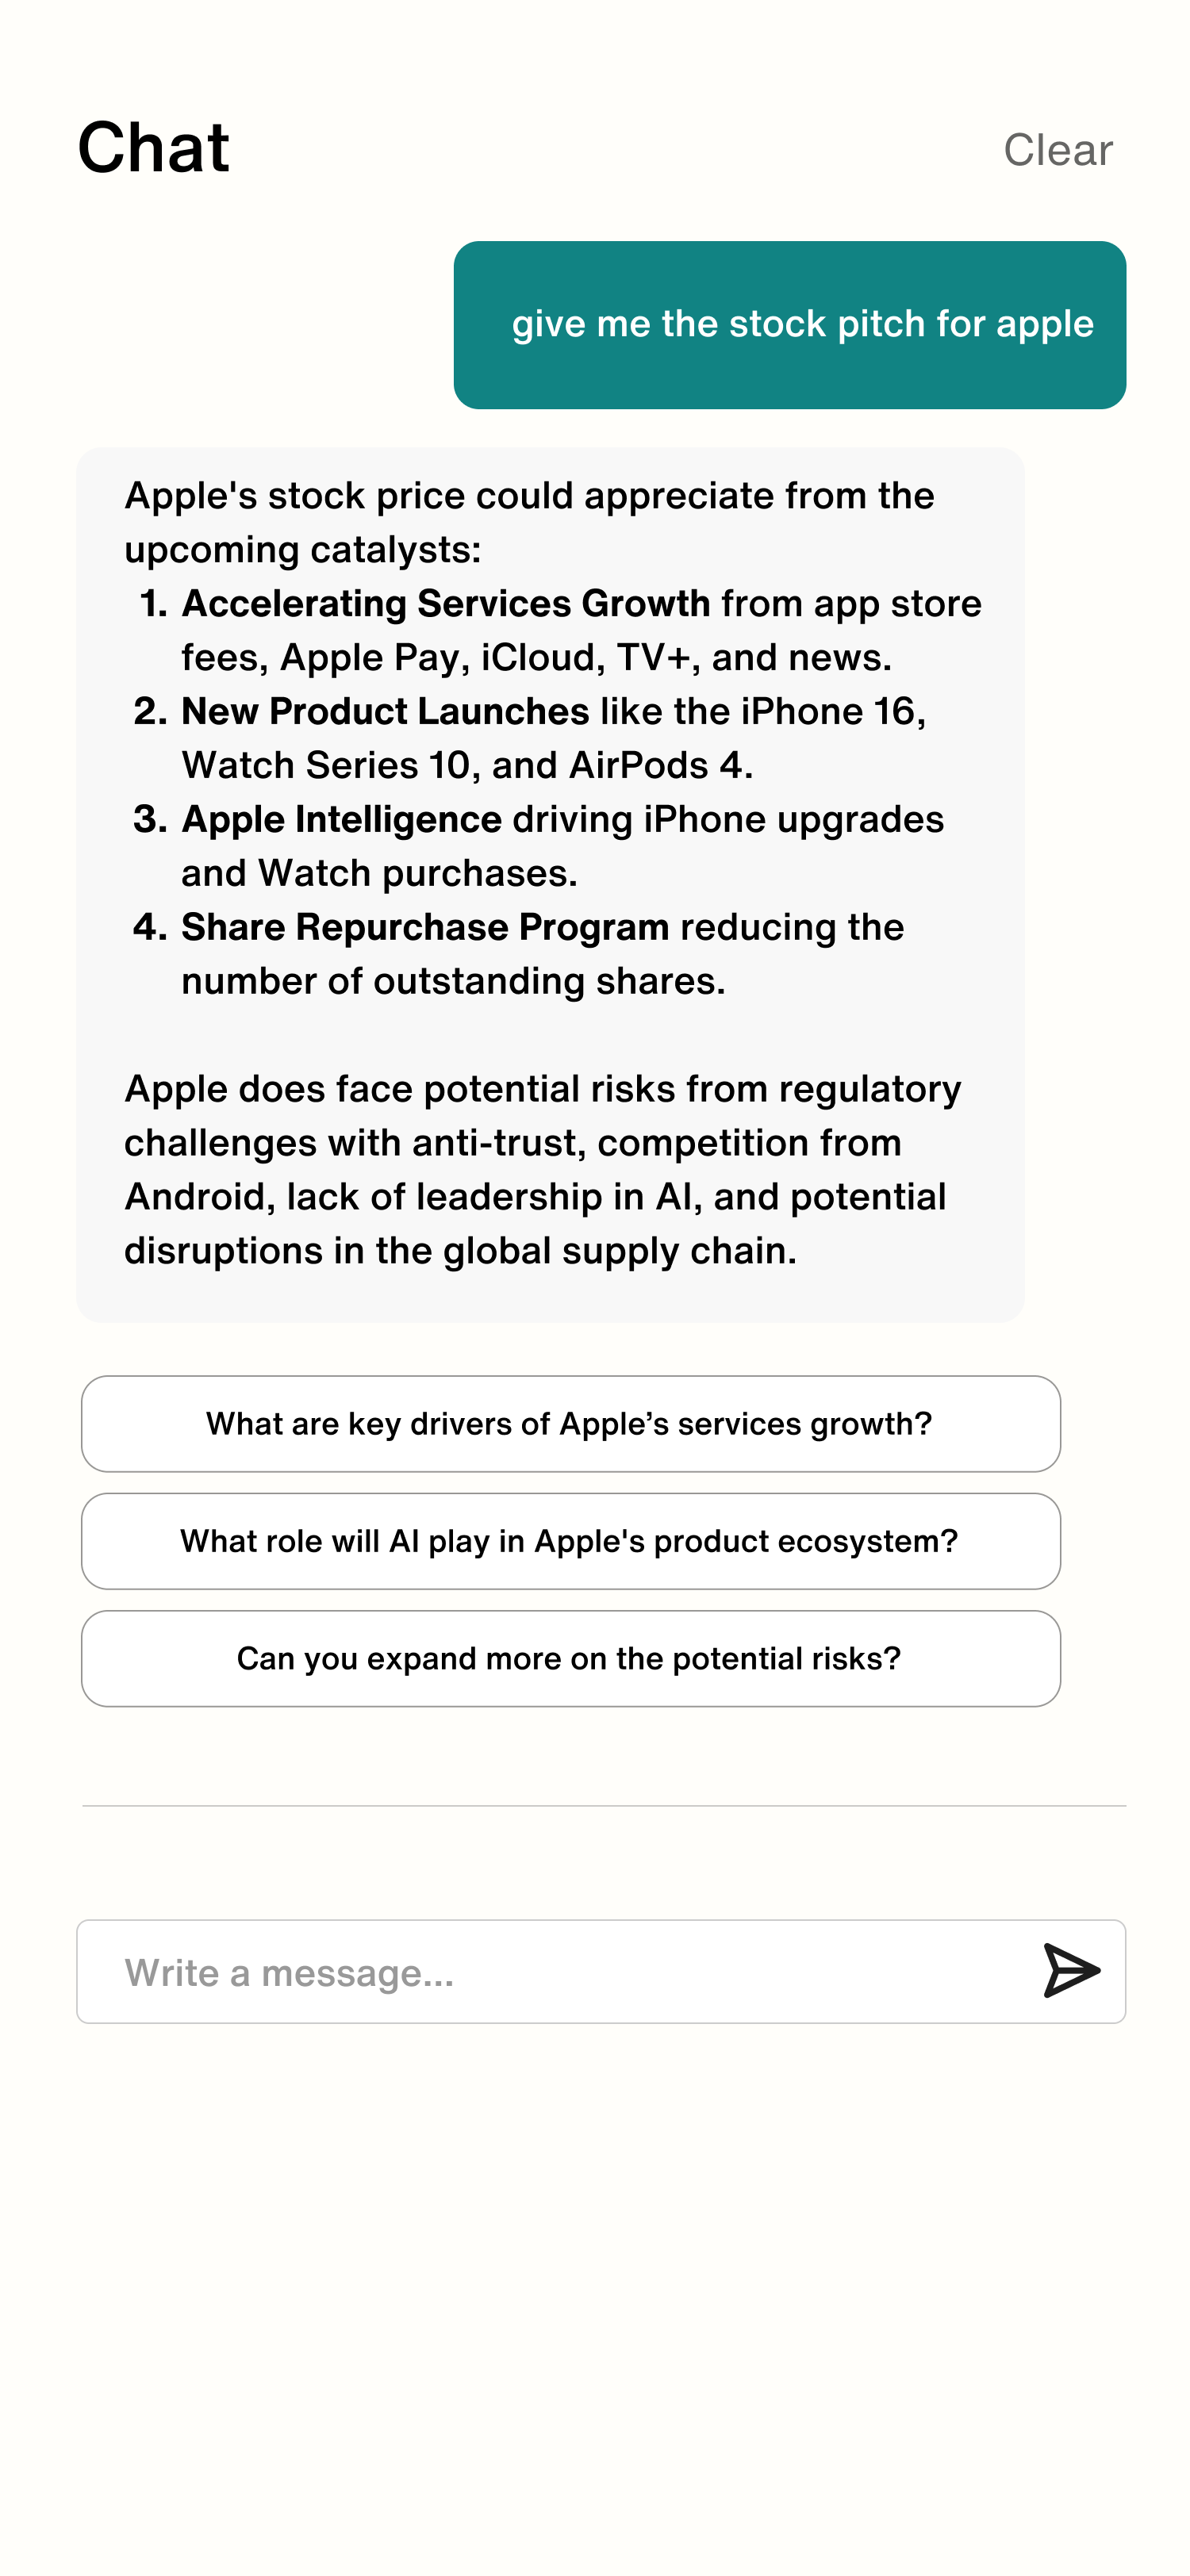 Chat
Clear
give me the stock pitch for apple
Apple's stock price could appreciate from the
upcoming catalysts:
1. Accelerating Services Growth from app store
fees, Apple Pay, iCloud, TV+, and news.
2. New Product Launches like the iPhone 16,
Watch Series 10, and AirPods 4.
3. Apple Intelligence driving iPhone upgrades
and Watch purchases.
4. Share Repurchase Program reducing the
number of outstanding shares.
Apple does face potential risks from regulatory
challenges with anti-trust, competition from
Android, lack of leadership in AI, and potential
disruptions in the global supply chain.
What are key drivers of Apple’s services growth?
What role will AI play in Apple's product ecosystem?
Can you expand more on the potential risks?
Write a message...